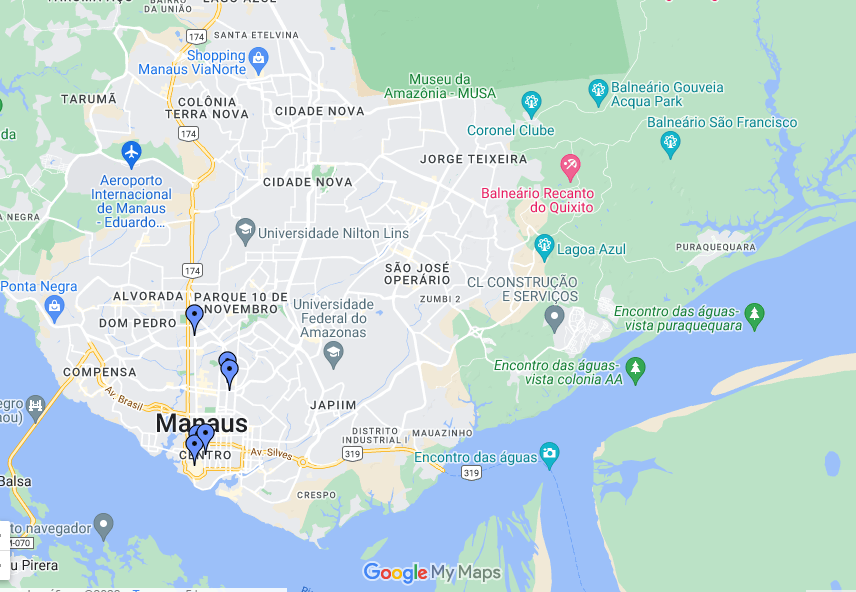 DA UNIÃO
174
SANTA ETELVINA
Shopping
Manaus ViaNorte
Museu da
Amazônia - MUSA
Balneário Gouveia
Acqua Park
TARUMÃ
COLÔNIA
TERRA NOVA
CIDADE NOVA
Coronel Clube
Balneário São Francisco
da
174
JORGE TEIXEIRA
Aeroporto
Internacional
de Manaus
- Eduardo...
CIDADE NOVA
Balneário Recanto
do Quixito
A NEGRA
Universidade Nilton Lins
Lagoa Azul
PURAQUEQUARA
174
SÃO JOSÉ
OPERÁRIO
CL CONSTRUÇÃO
E SERVIÇOS
Ponta Negra
ALVORADA
PARQUE 10 DE
NOVEMBRO
ZUMBI 2
Universidade
Federal do
Amazonas
Encontro das águas-
vista puraquequara
DOM PEDRO
Encontro das águas-
vista colonia AA
COMPENSA
Av. Brasil
JAPIIM
Manaus
DISTRITO
INDUSTRIAL I
MAUAZINHO
CENTRO
Av. Silves
319
Encontro das águas
319
Balsa
CRESPO
to navegador
M-070
u Pirera
Google My Maps